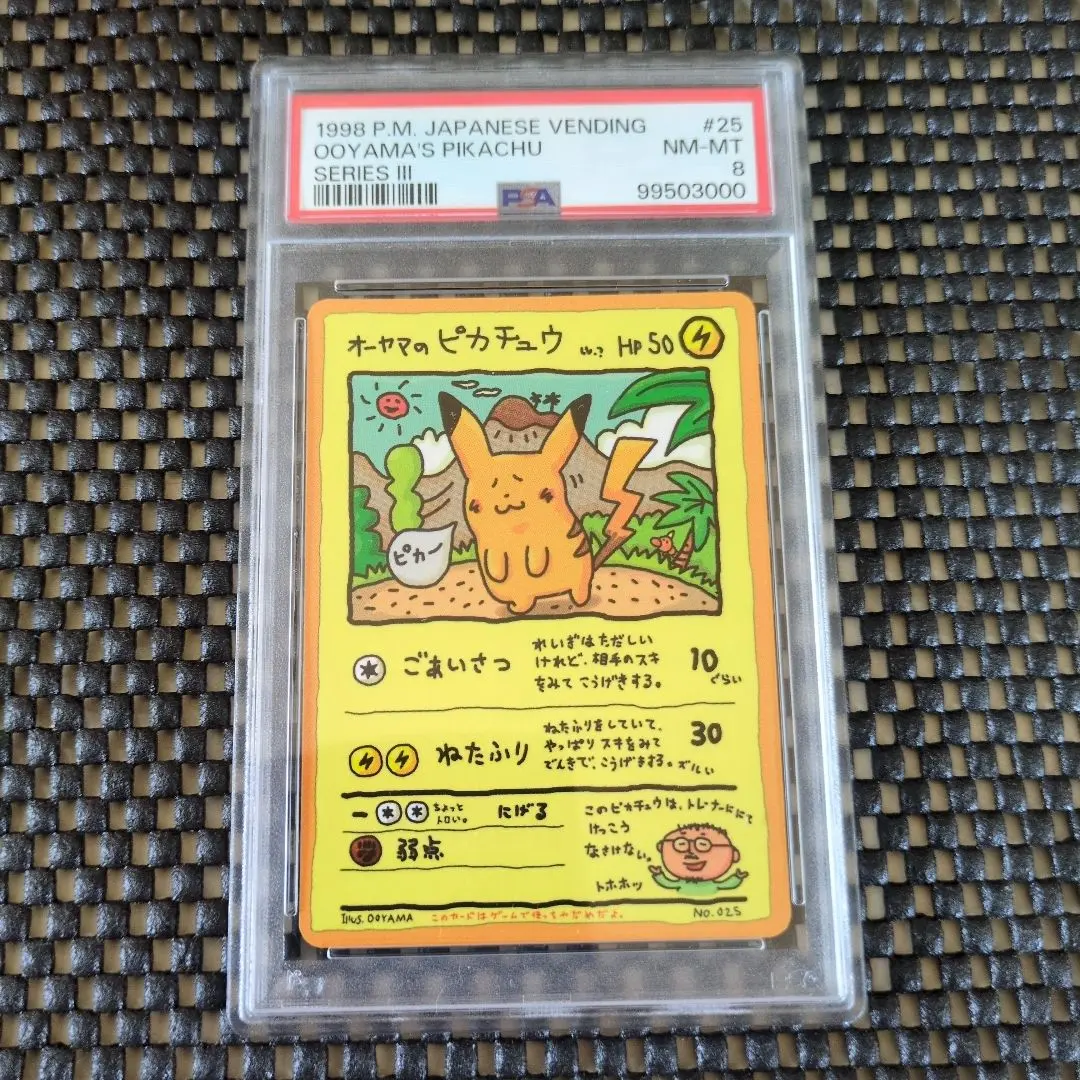 1998 P.M. JAPANESE VENDING #25
OOYAMA'S PIKACHU NM-MT
SERIES III 8
PSA 99503000
オーヤマの ピカチュウ Lv.? HP 50
ピカー
ごあいさつ
れいぎはただしい
けれど、相手のスキ
をみてこうげきする。
10
ぐらい
ねたふり
ねたふりをしていて、
やっぱりスキをみて
でんきで、こうげきする。ズルい
30
ー
ちょっと
トロい。
にげる
弱点
このピカチュウは、トレーナーににて
けっこう
なさけない。
トホホッ
Illus. OOYAMA このカードはゲームで使っちゃだめだよ。 NO.025